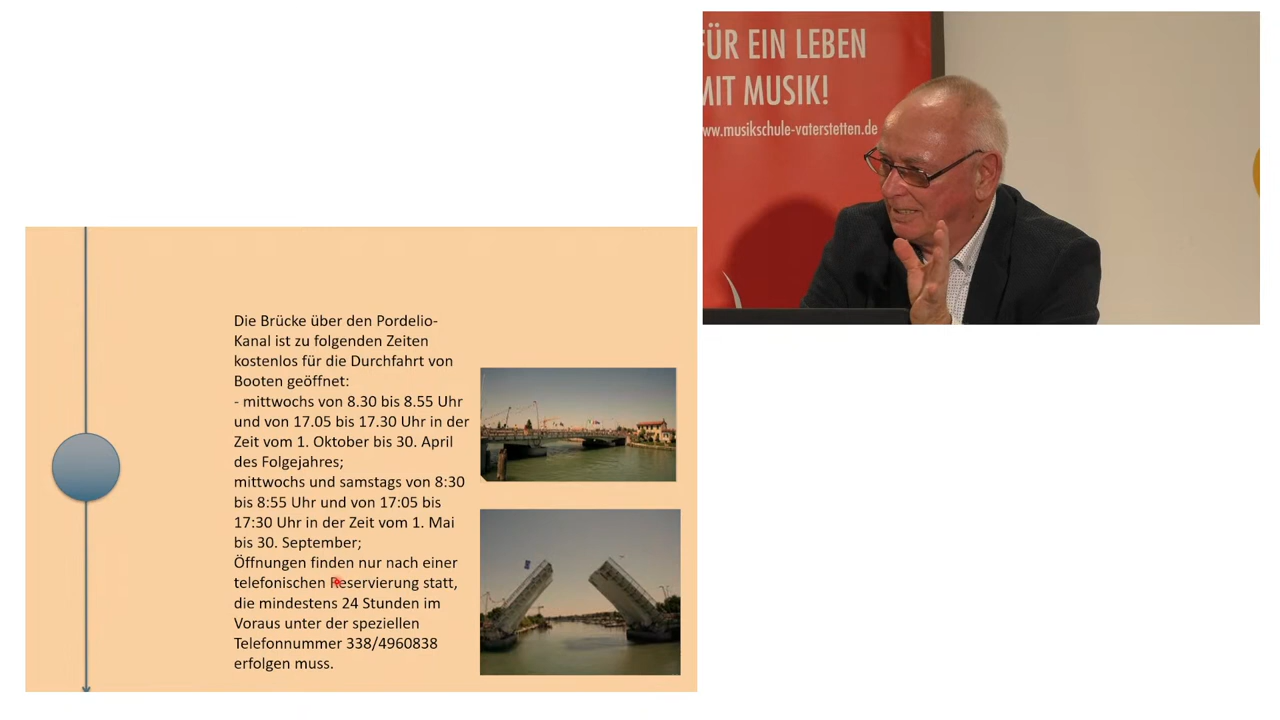 FÜR EIN LEBEN
MIT MUSIK!
www.musikschule-vaterstetten.de
Die Brücke über den Pordelio-
Kanal ist zu folgenden Zeiten
kostenlos für die Durchfahrt von
Booten geöffnet:
- mittwochs von 8.30 bis 8.55 Uhr
und von 17.05 bis 17.30 Uhr in der
Zeit vom 1. Oktober bis 30. April
des Folgejahres;
mittwochs und samstags von 8:30
bis 8:55 Uhr und von 17:05 bis
17:30 Uhr in der Zeit vom 1. Mai
bis 30. September;
Öffnungen finden nur nach einer
telefonischen Reservierung statt,
die mindestens 24 Stunden im
Voraus unter der speziellen
Telefonnummer 338/4960838
erfolgen muss.